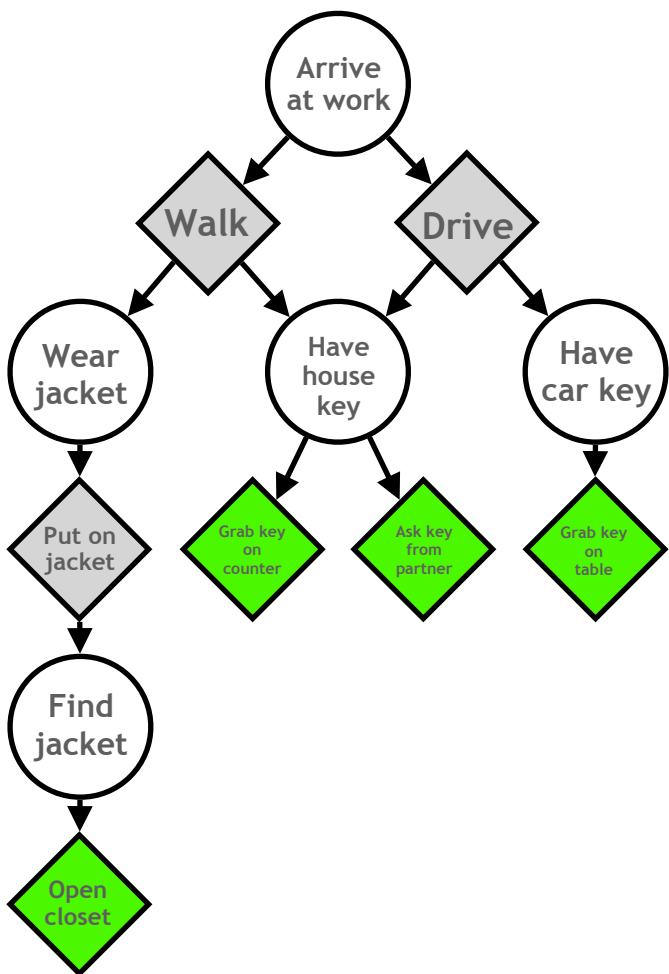 Arrive
at work
Walk
Drive
Wear
jacket
Have
house
key
Have
car key
Put on
jacket
Grab key
on
counter
Ask key
from
partner
Grab key
on
table
Find
jacket
Open
closet